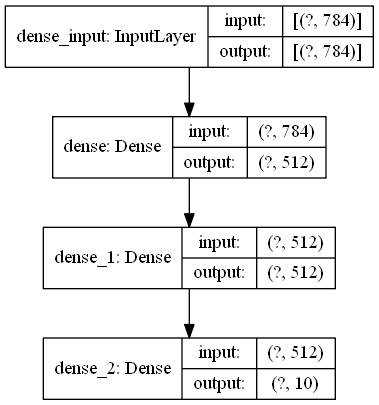 dense_input: InputLayer
input: [(?, 784)]
output: [(?, 784)]
dense: Dense
input: (?, 784)
output: (?, 512)
dense_1: Dense
input: (?, 512)
output: (?, 512)
dense_2: Dense
input: (?, 512)
output: (?, 10)